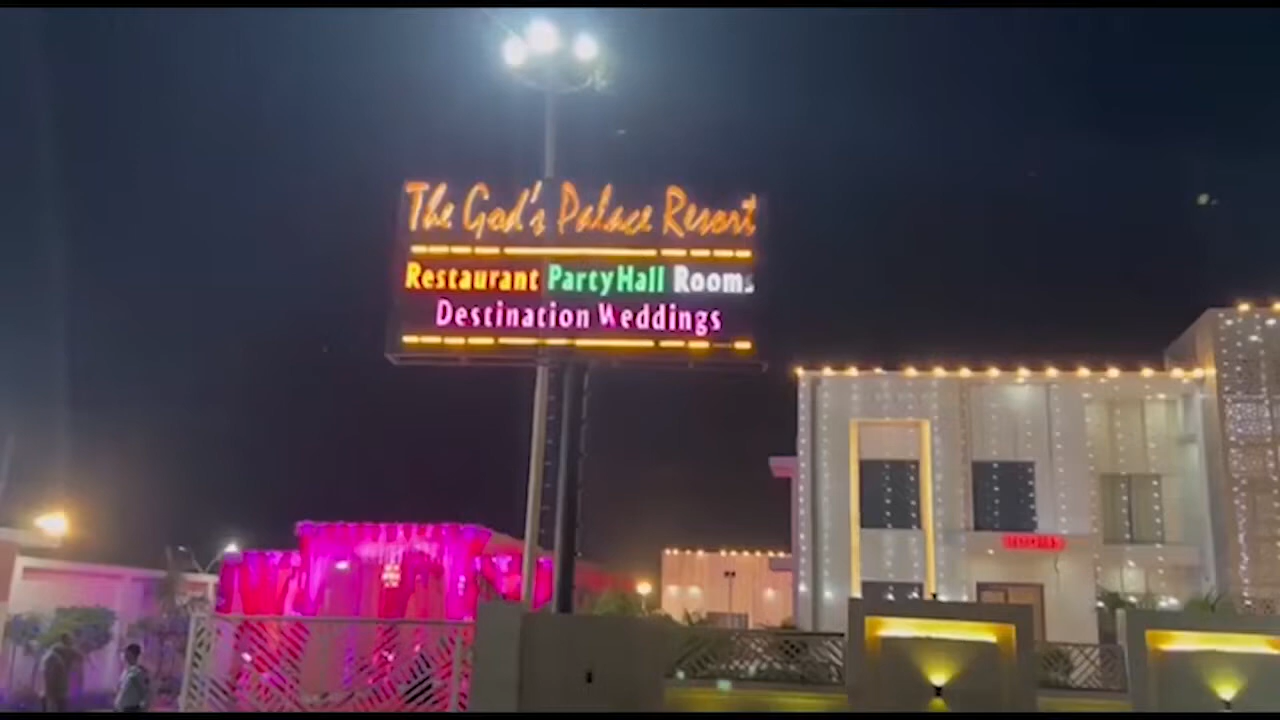 The God's Palace Resort
Restaurant PartyHall Rooms
Destination Weddings